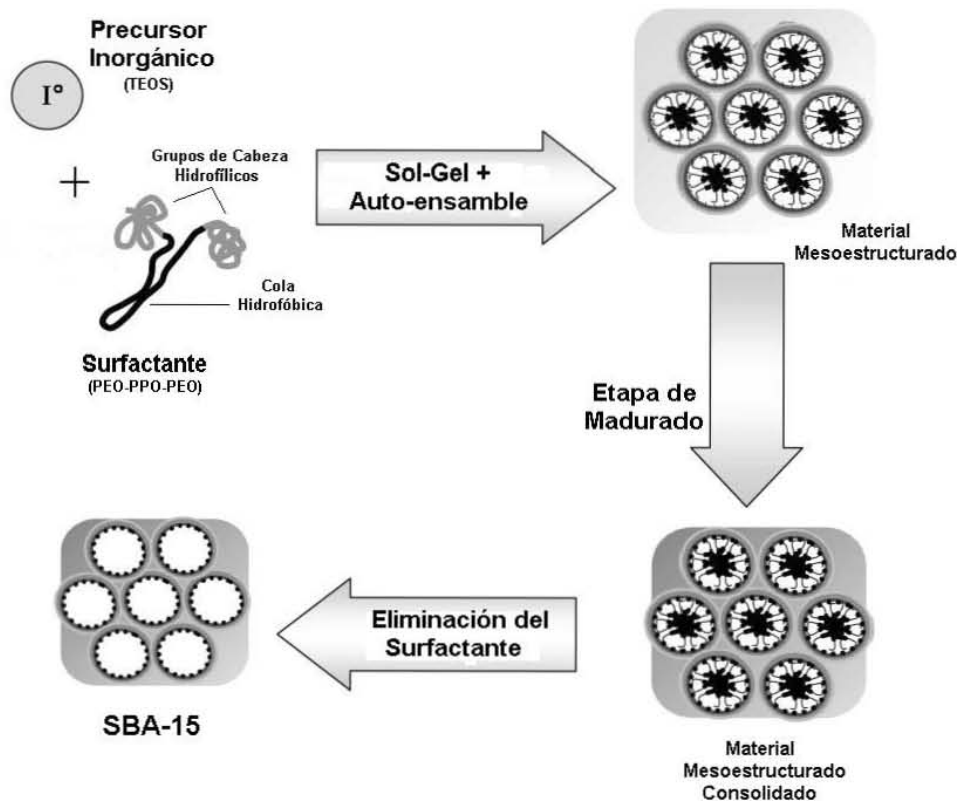 Precursor
Inorgánico
(TEOS)
I°
+
Grupos de Cabeza
Hidrofílicos
Cola
Hidrofóbica
Surfactante
(PEO-PPO-PEO)
Sol-Gel +
Auto-ensamble
Material
Mesoestructurado
Etapa de
Madurado
Material
Mesoestructurado
Consolidado
Eliminación del
Surfactante
SBA-15